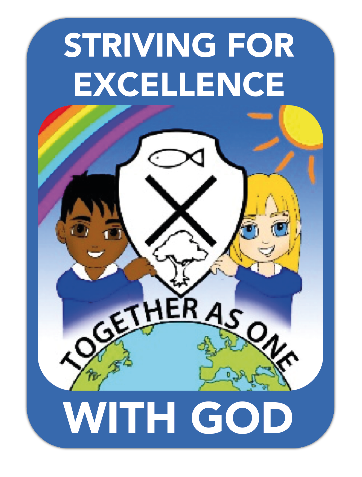 STRIVING FOR
EXCELLENCE
TOGETHER AS ONE
WITH GOD